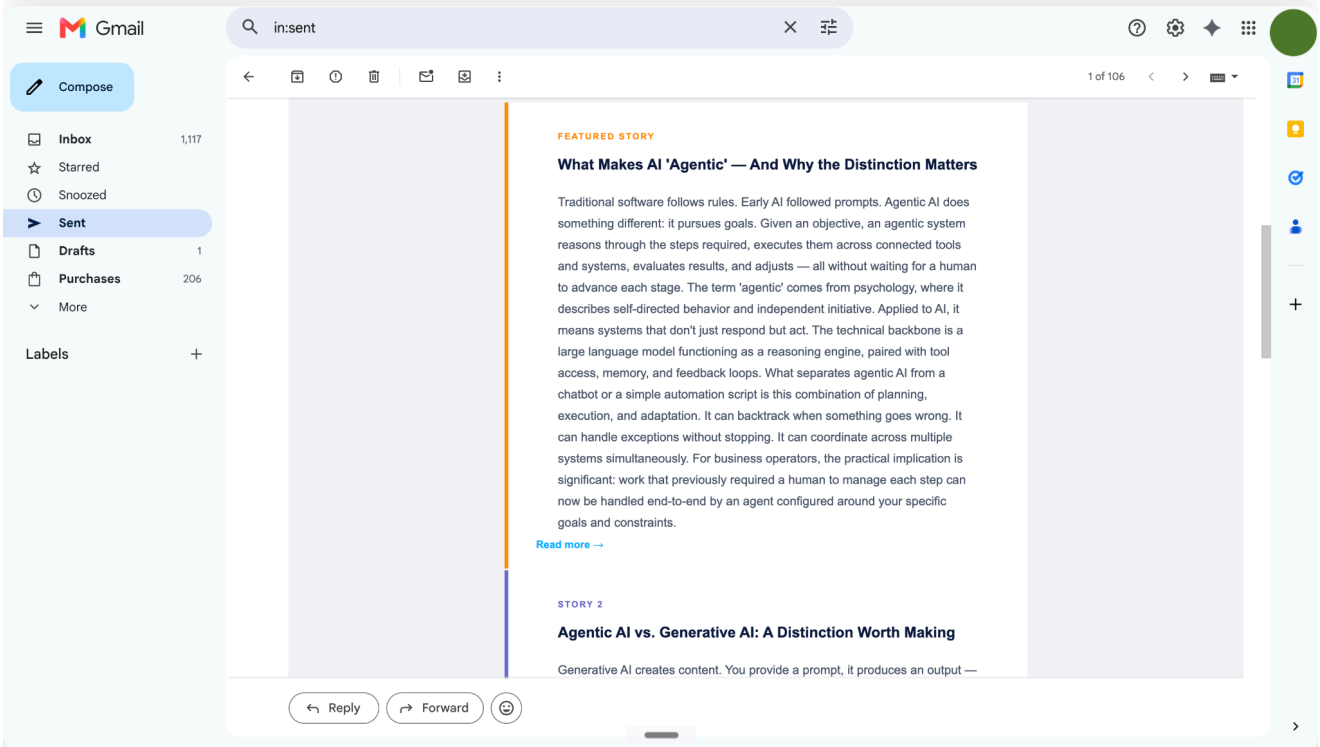 Gmail
in:sent
Compose
1 of 106
Inbox 1,117
Starred
Snoozed
Sent
Drafts 1
Purchases 206
More
Labels
FEATURED STORY
What Makes AI 'Agentic' — And Why the Distinction Matters
Traditional software follows rules. Early AI followed prompts. Agentic AI does
something different: it pursues goals. Given an objective, an agentic system
reasons through the steps required, executes them across connected tools
and systems, evaluates results, and adjusts — all without waiting for a human
to advance each stage. The term 'agentic' comes from psychology, where it
describes self-directed behavior and independent initiative. Applied to AI, it
means systems that don't just respond but act. The technical backbone is a
large language model functioning as a reasoning engine, paired with tool
access, memory, and feedback loops. What separates agentic AI from a
chatbot or a simple automation script is this combination of planning,
execution, and adaptation. It can backtrack when something goes wrong. It
can handle exceptions without stopping. It can coordinate across multiple
systems simultaneously. For business operators, the practical implication is
significant: work that previously required a human to manage each step can
now be handled end-to-end by an agent configured around your specific
goals and constraints.
Read more →
STORY 2
Agentic AI vs. Generative AI: A Distinction Worth Making
Generative AI creates content. You provide a prompt, it produces an output —
Reply
Forward
31